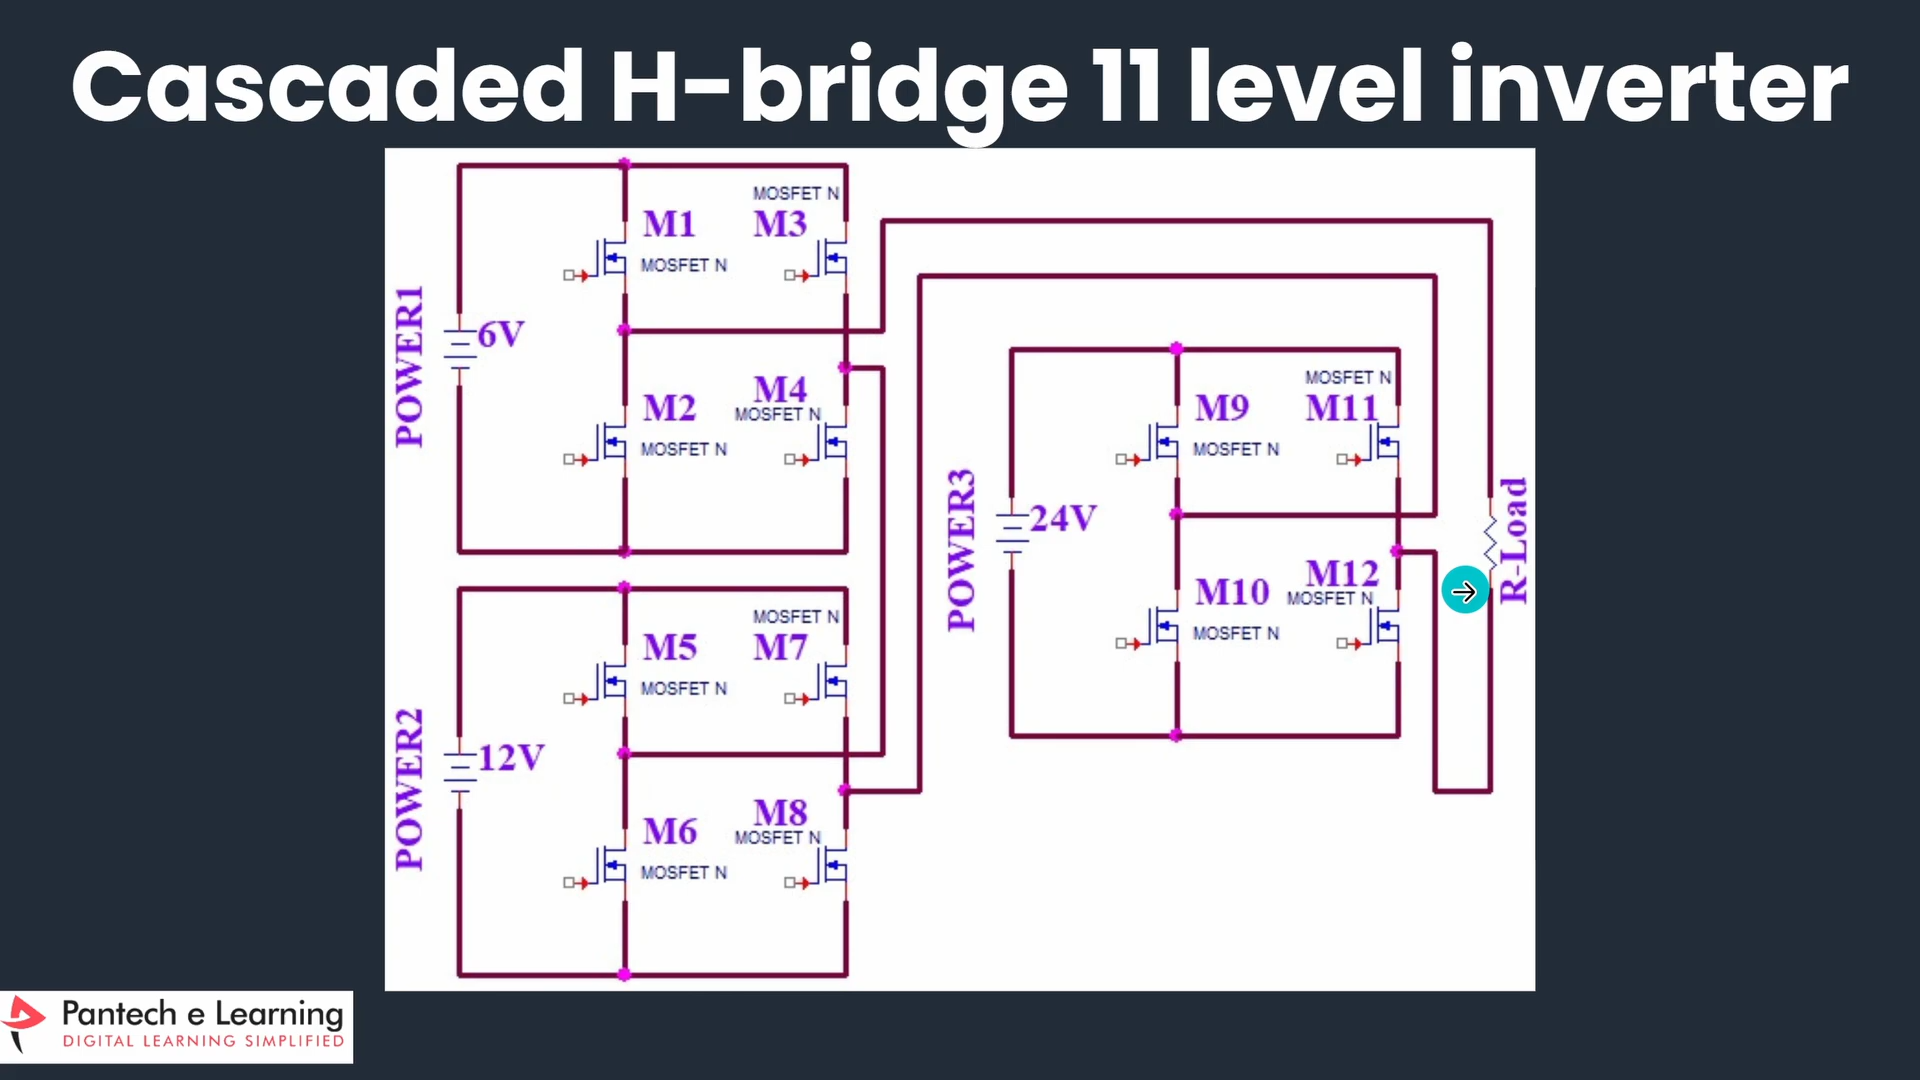 Cascaded H-bridge 11 level inverter
MOSFET N
M1
M3
MOSFET N
POWER1
6V
M2
M4
MOSFET N
MOSFET N
MOSFET N
M5
M7
MOSFET N
POWER2
12V
M6
M8
MOSFET N
MOSFET N
MOSFET N
M9
M11
MOSFET N
POWER3
24V
M10
M12
MOSFET N
MOSFET N
R-Load
Pantech e Learning
DIGITAL LEARNING SIMPLIFIED